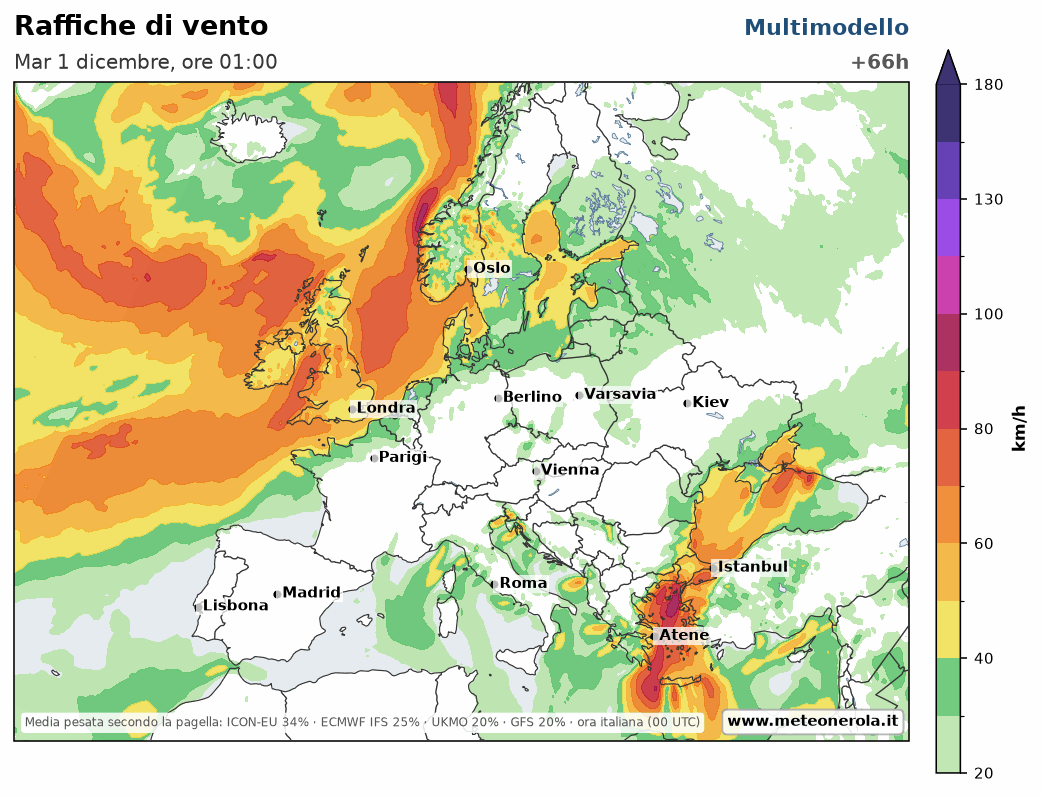 Raffiche di vento
Multimodello
Mar 1 dicembre, ore 01:00
+66h
180
130
100
80
60
40
20
km/h
Oslo
Berlino
Varsavia
Kiev
Londra
Parigi
Vienna
Istanbul
Roma
Madrid
Lisbona
Atene
Media pesata secondo la pagella: ICON-EU 34% · ECMWF IFS 25% · UKMO 20% · GFS 20% · ora italiana (00 UTC)
www.meteonerola.it